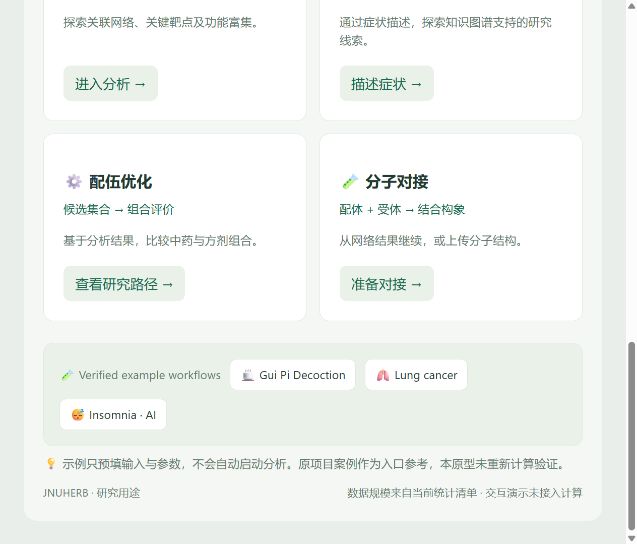 探索关联网络、关键靶点及功能富集。
进入分析 →
通过症状描述，探索知识图谱支持的研究
线索。
描述症状 →
配伍优化
候选集合 → 组合评价
基于分析结果，比较中药与方剂组合。
查看研究路径 →
分子对接
配体 + 受体 → 结合构象
从网络结果继续，或上传分子结构。
准备对接 →
Verified example workflows
Gui Pi Decoction
Lung cancer
Insomnia · AI
示例只预填输入与参数，不会自动启动分析。原项目案例作为入口参考，本原型未重新计算验证。
JNUHERB · 研究用途
数据规模来自当前统计清单 · 交互演示未接入计算